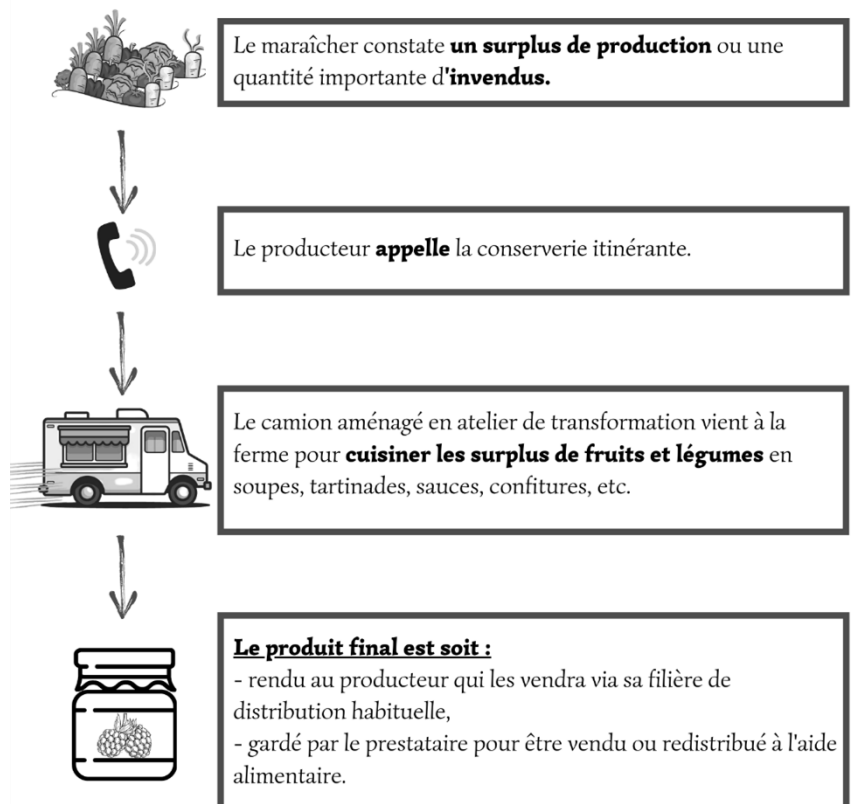 Le maraîcher constate un surplus de production ou une
quantité importante d'invendus.
Le producteur appelle la conserverie itinérante.
Le camion aménagé en atelier de transformation vient à la
ferme pour cuisiner les surplus de fruits et légumes en
soupes, tartinades, sauces, confitures, etc.
Le produit final est soit :
- rendu au producteur qui les vendra via sa filière de
distribution habituelle,
- gardé par le prestataire pour être vendu ou redistribué à l'aide
alimentaire.